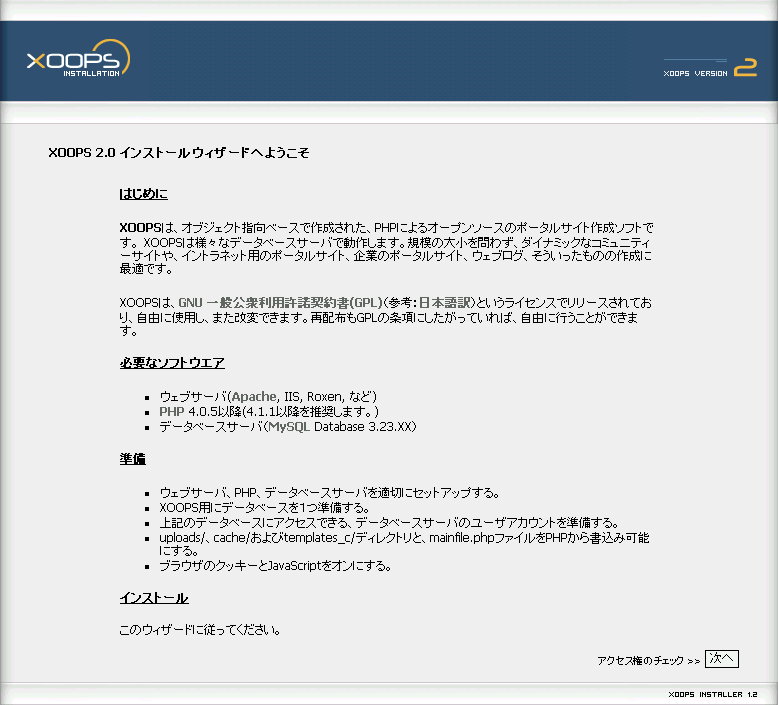 XOOPS
INSTALLATION
XOOPS VERSION 2
XOOPS 2.0 インストールウィザードへようこそ
はじめに
XOOPSは、オブジェクト指向ベースで作成された、PHPによるオープンソースのポータルサイト作成ソフトで
す。 XOOPSは様々なデータベースサーバで動作します。規模の大小を問わず、ダイナミックなコミュニティ
ーサイトや、イントラネット用のポータルサイト、企業のポータルサイト、ウェブログ、そういったものの作成に
最適です。
XOOPSは、GNU 一般公衆利用許諾契約書(GPL)(参考：日本語訳)というライセンスでリリースされてお
り、自由に使用し、また改変できます。再配布もGPLの条項にしたがっていれば、自由に行うことができま
す。
必要なソフトウエア
ウェブサーバ(Apache, IIS, Roxen, など)
PHP 4.0.5以降(4.1.1以降を推奨します。)
データベースサーバ(MySQL Database 3.23.XX)
準備
ウェブサーバ、PHP、データベースサーバを適切にセットアップする。
XOOPS用にデータベースを1つ準備する。
上記のデータベースにアクセスできる、データベースサーバのユーザアカウントを準備する。
uploads/、cache/およびtemplates_c/ディレクトリと、mainfile.phpファイルをPHPから書込み可能
にする。
ブラウザのクッキーとJavaScriptをオンにする。
インストール
このウィザードに従ってください。
アクセス権のチェック >> 次へ
XOOPS INSTALLER 1.2